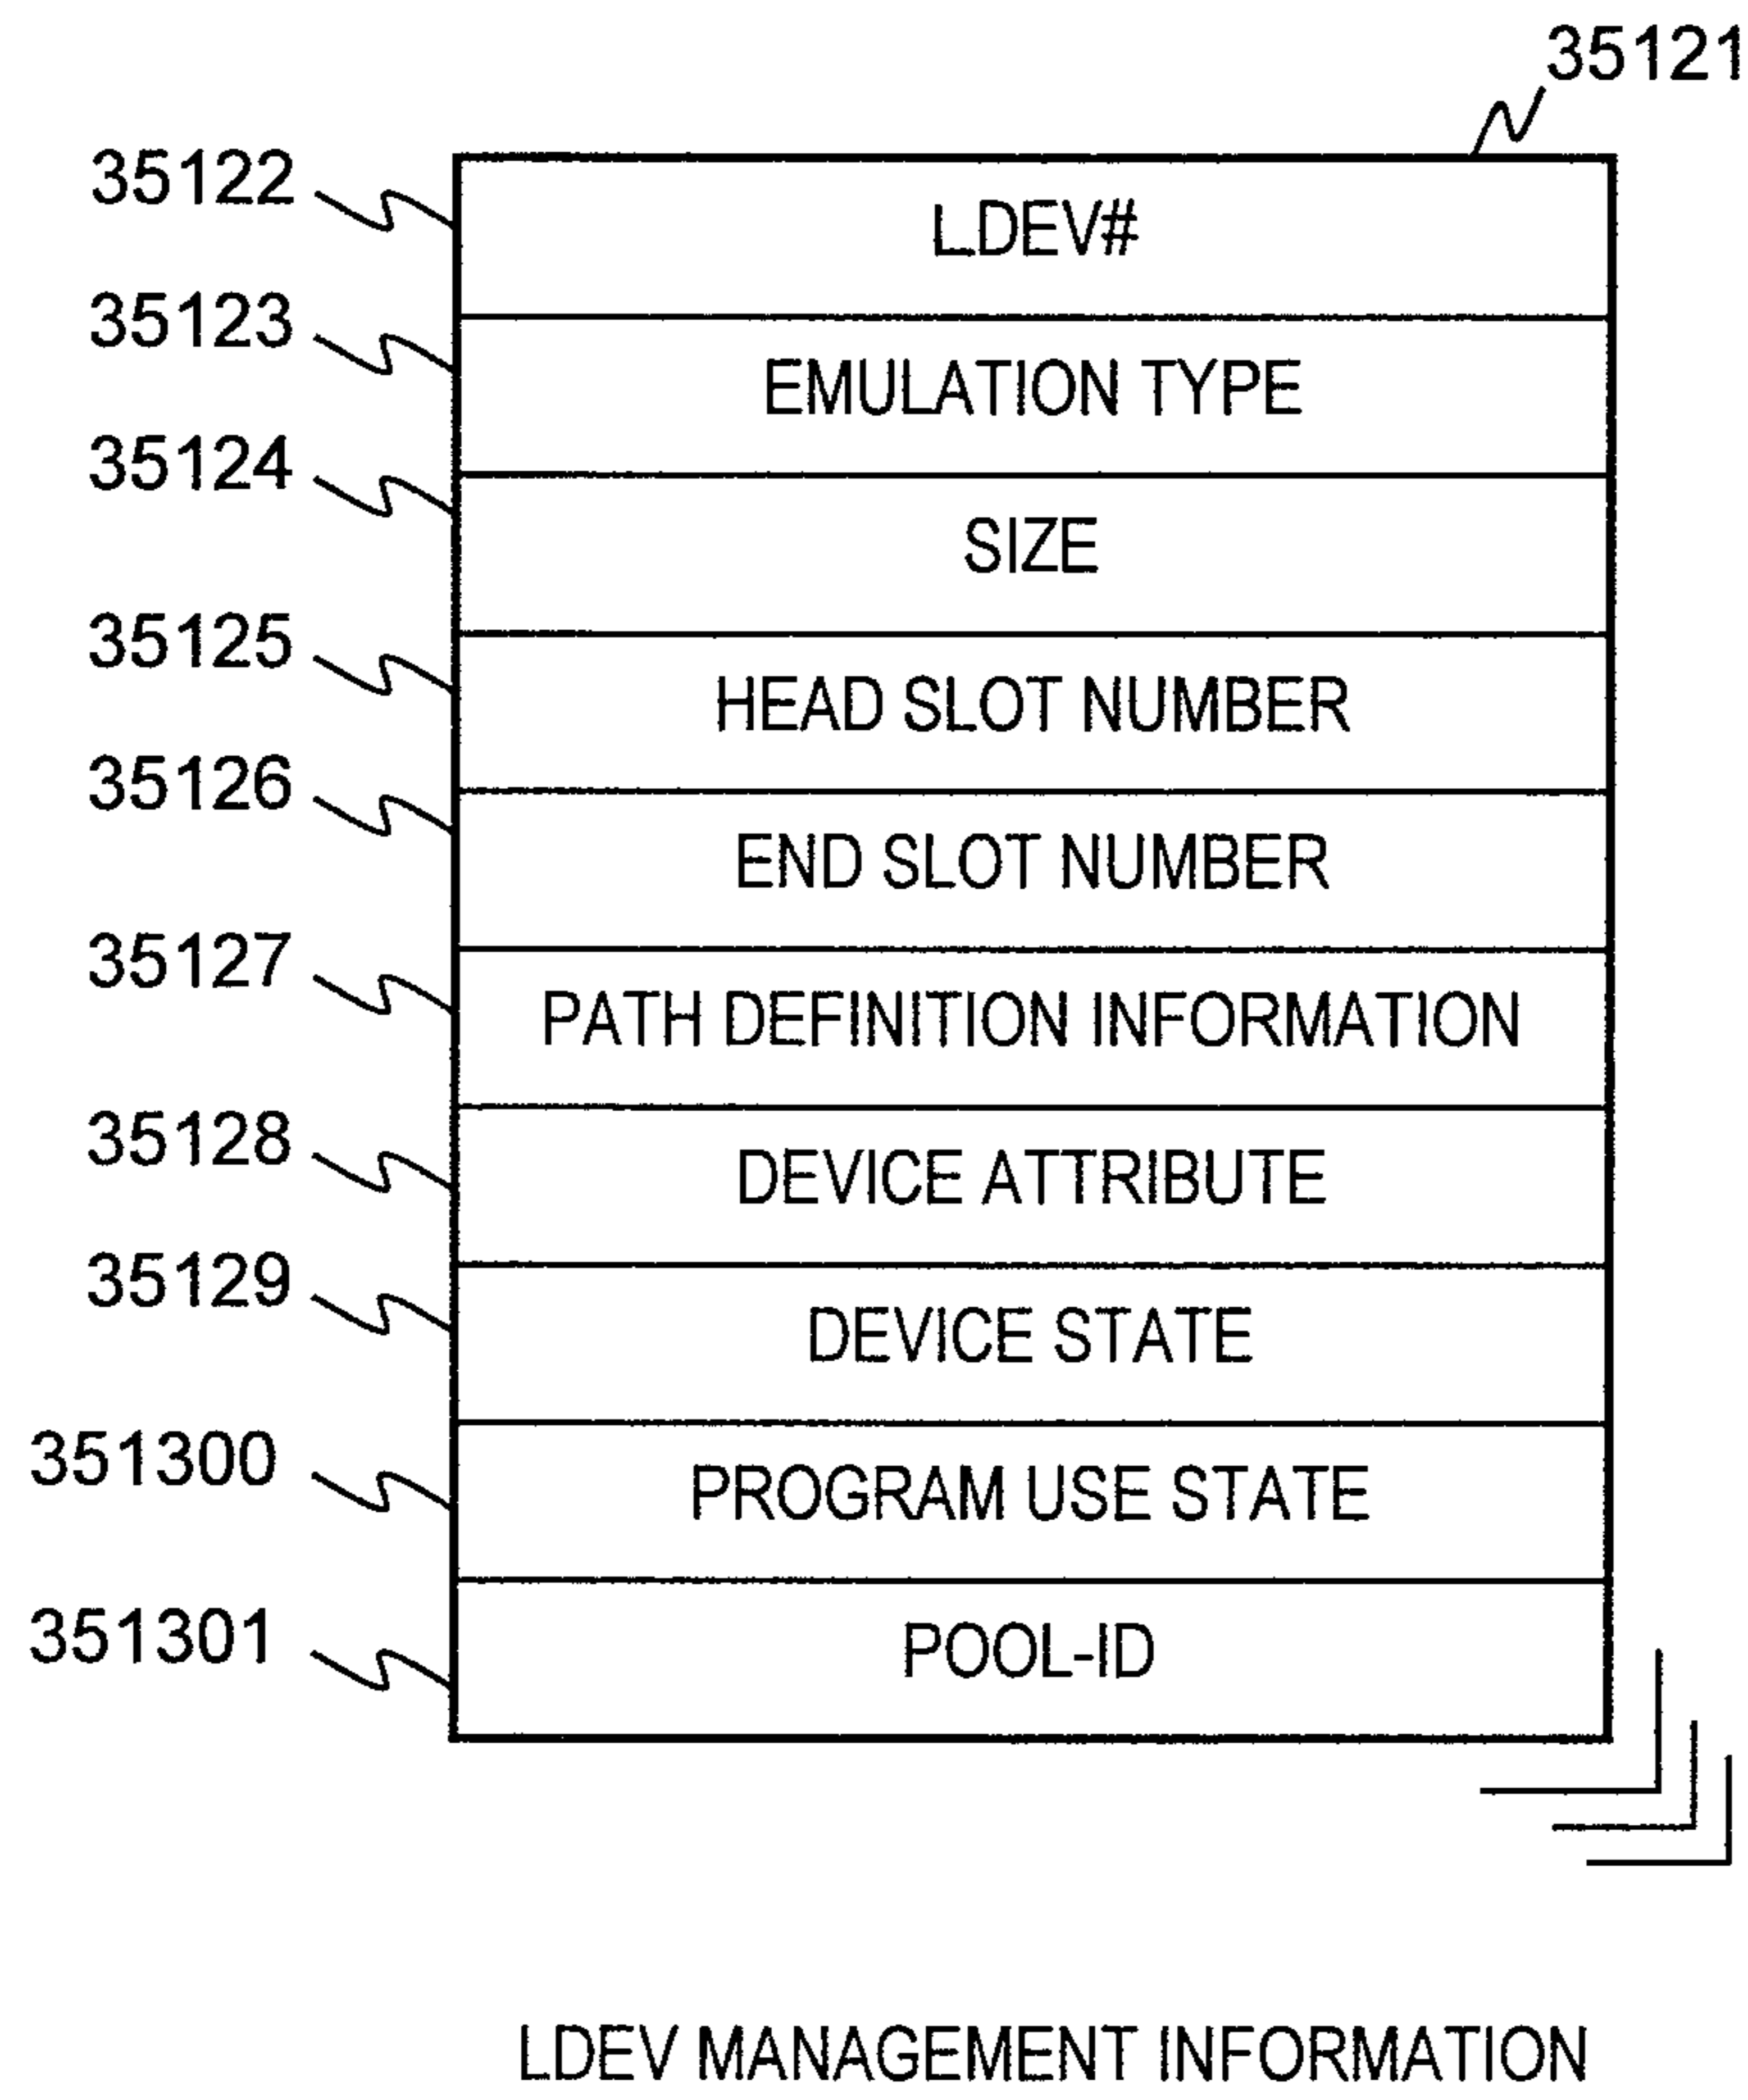 35121
35122
LDEV#
35123
EMULATION TYPE
35124
SIZE
35125
HEAD SLOT NUMBER
35126
END SLOT NUMBER
35127
PATH DEFINITION INFORMATION
35128
DEVICE ATTRIBUTE
35129
DEVICE STATE
351300
PROGRAM USE STATE
351301
POOL-ID
LDEV MANAGEMENT INFORMATION